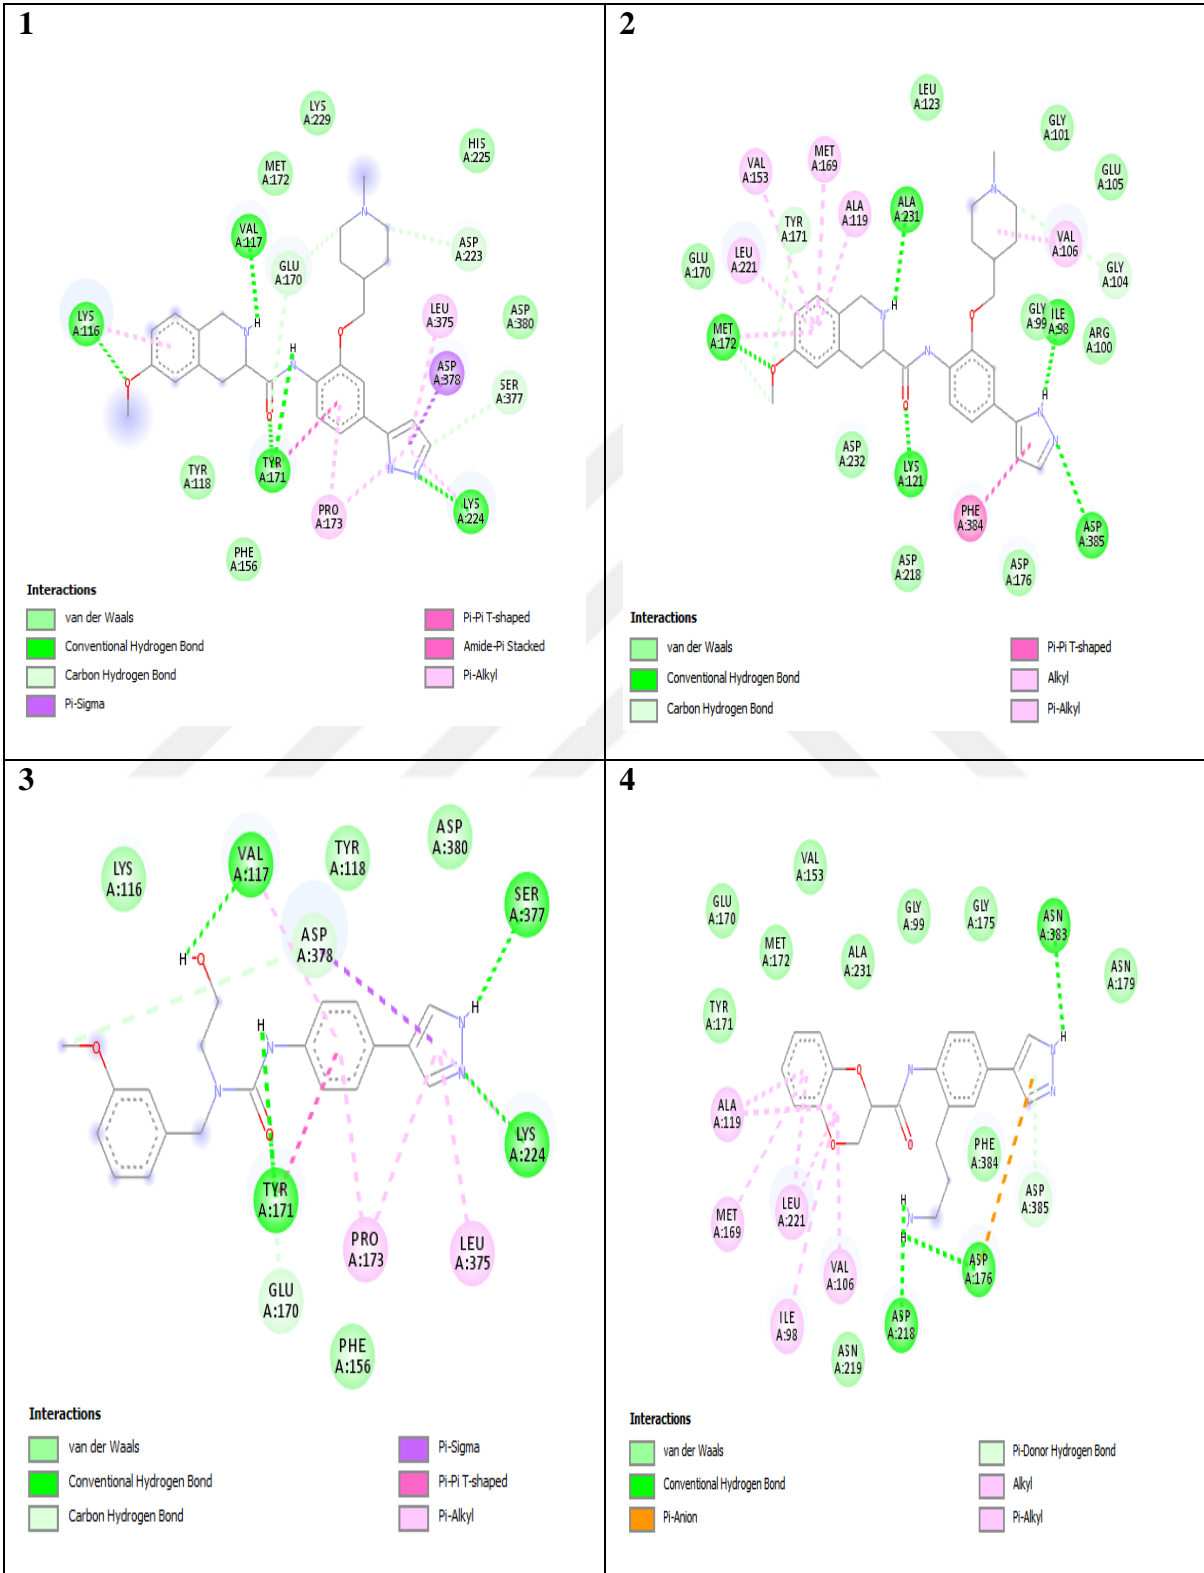 1
LYS
A:229
HIS
A:225
MET
A:172
VAL
A:117
GLU
A:170
ASP
A:223
LYS
A:116
LEU
A:375
ASP
A:380
ASP
A:378
SER
A:377
TYR
A:118
TYR
A:171
PRO
A:173
LYS
A:224
PHE
A:156
N
N
H
O
H
N
O
O
N
N
Interactions
van der Waals
Conventional Hydrogen Bond
Carbon Hydrogen Bond
Pi-Sigma
Pi-Pi T-shaped
Amide-Pi Stacked
Pi-Alkyl
2
LEU
A:123
GLY
A:101
VAL
A:153
MET
A:169
GLU
A:105
ALA
A:119
ALA
A:231
TYR
A:171
VAL
A:106
GLU
A:170
LEU
A:221
GLY
A:104
MET
A:172
GLY
A:99
ILE
A:98
ARG
A:100
ASP
A:232
LYS
A:121
PHE
A:384
ASP
A:385
ASP
A:218
ASP
A:176
N
H
N
O
O
N
O
H
N
N
Interactions
van der Waals
Conventional Hydrogen Bond
Carbon Hydrogen Bond
Pi-Pi T-shaped
Alkyl
Pi-Alkyl
3
ASP
A:380
LYS
A:116
VAL
A:117
TYR
A:118
SER
A:377
ASP
A:378
LYS
A:224
TYR
A:171
PRO
A:173
LEU
A:375
GLU
A:170
PHE
A:156
H
O
H
N
O
N
O
H
N
N
Interactions
van der Waals
Conventional Hydrogen Bond
Carbon Hydrogen Bond
Pi-Sigma
Pi-Pi T-shaped
Pi-Alkyl
4
VAL
A:153
GLU
A:170
GLY
A:99
GLY
A:175
ASN
A:383
MET
A:172
ALA
A:231
ASN
A:179
TYR
A:171
ALA
A:119
PHE
A:384
ASP
A:385
MET
A:169
LEU
A:221
VAL
A:106
ASP
A:176
ILE
A:98
ASP
A:218
ASN
A:219
O
N
O
O
N
H
N
H
N
H
Interactions
van der Waals
Conventional Hydrogen Bond
Pi-Anion
Pi-Donor Hydrogen Bond
Alkyl
Pi-Alkyl